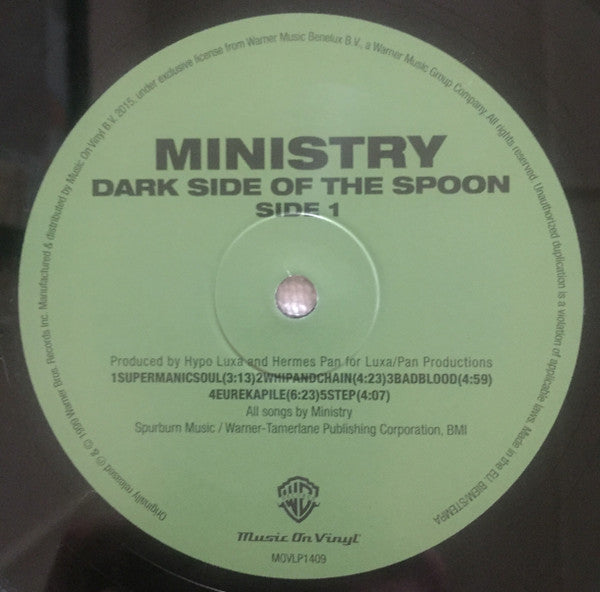 MINISTRY
DARK SIDE OF THE SPOON
SIDE 1
Produced by Hypo Luxa and Hermes Pan for Luxa/Pan Productions
1SUPERMANICSOUL(3:13)2WHIPANDCHAIN(4:23)3BADBLOOD(4:59)
4EUREKAPILE(6:23)5STEP(4:07)
All songs by Ministry
Spurburn Music / Warner-Tamerlane Publishing Corporation, BMI
WB
Music On Vinyl
MOVLP1409
Originally released ℗ & © 1999 Warner Bros. Records Inc. Manufactured & distributed by Music On Vinyl B.V. 2015, under exclusive license from Warner Music Benelux B.V., a Warner Music Group Company. All rights reserved. Unauthorized duplication is a violation of applicable laws. Made in the EU. BIEM/STEMRA